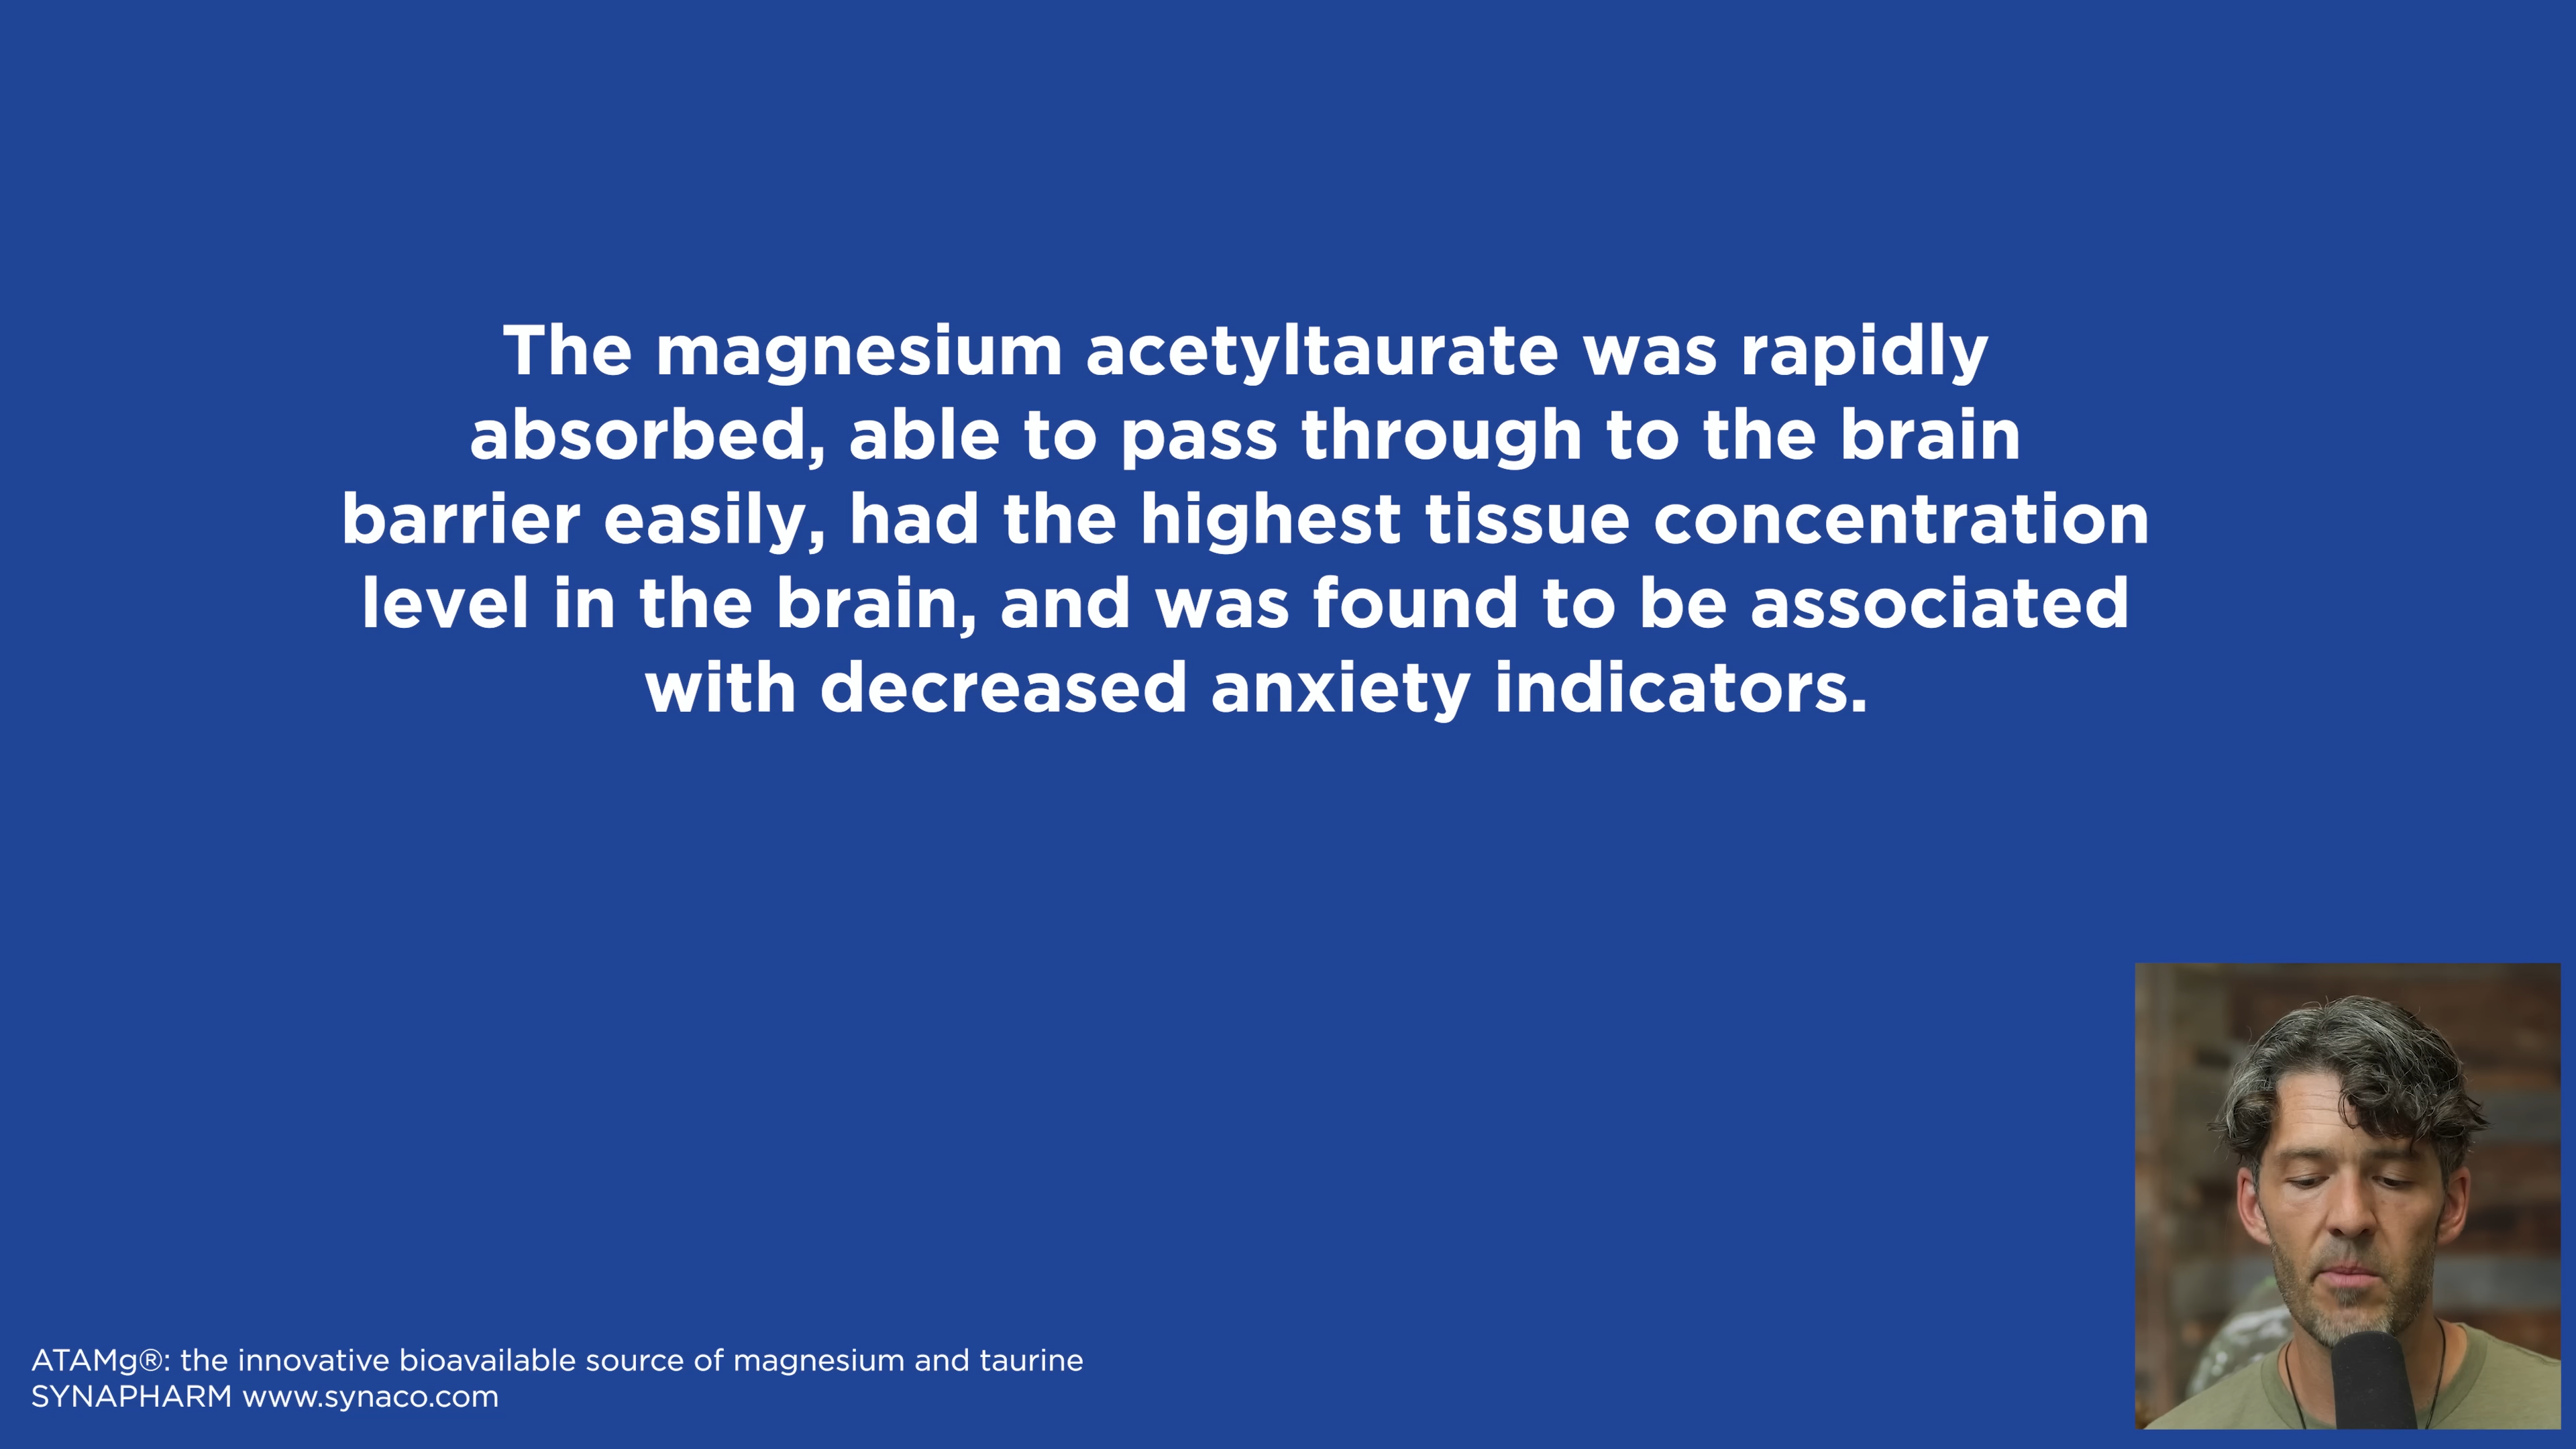 The magnesium acetyltaurate was rapidly
absorbed, able to pass through to the brain
barrier easily, had the highest tissue concentration
level in the brain, and was found to be associated
with decreased anxiety indicators.
ATAMg®: the innovative bioavailable source of magnesium and taurine
SYNAPHARM www.synaco.com